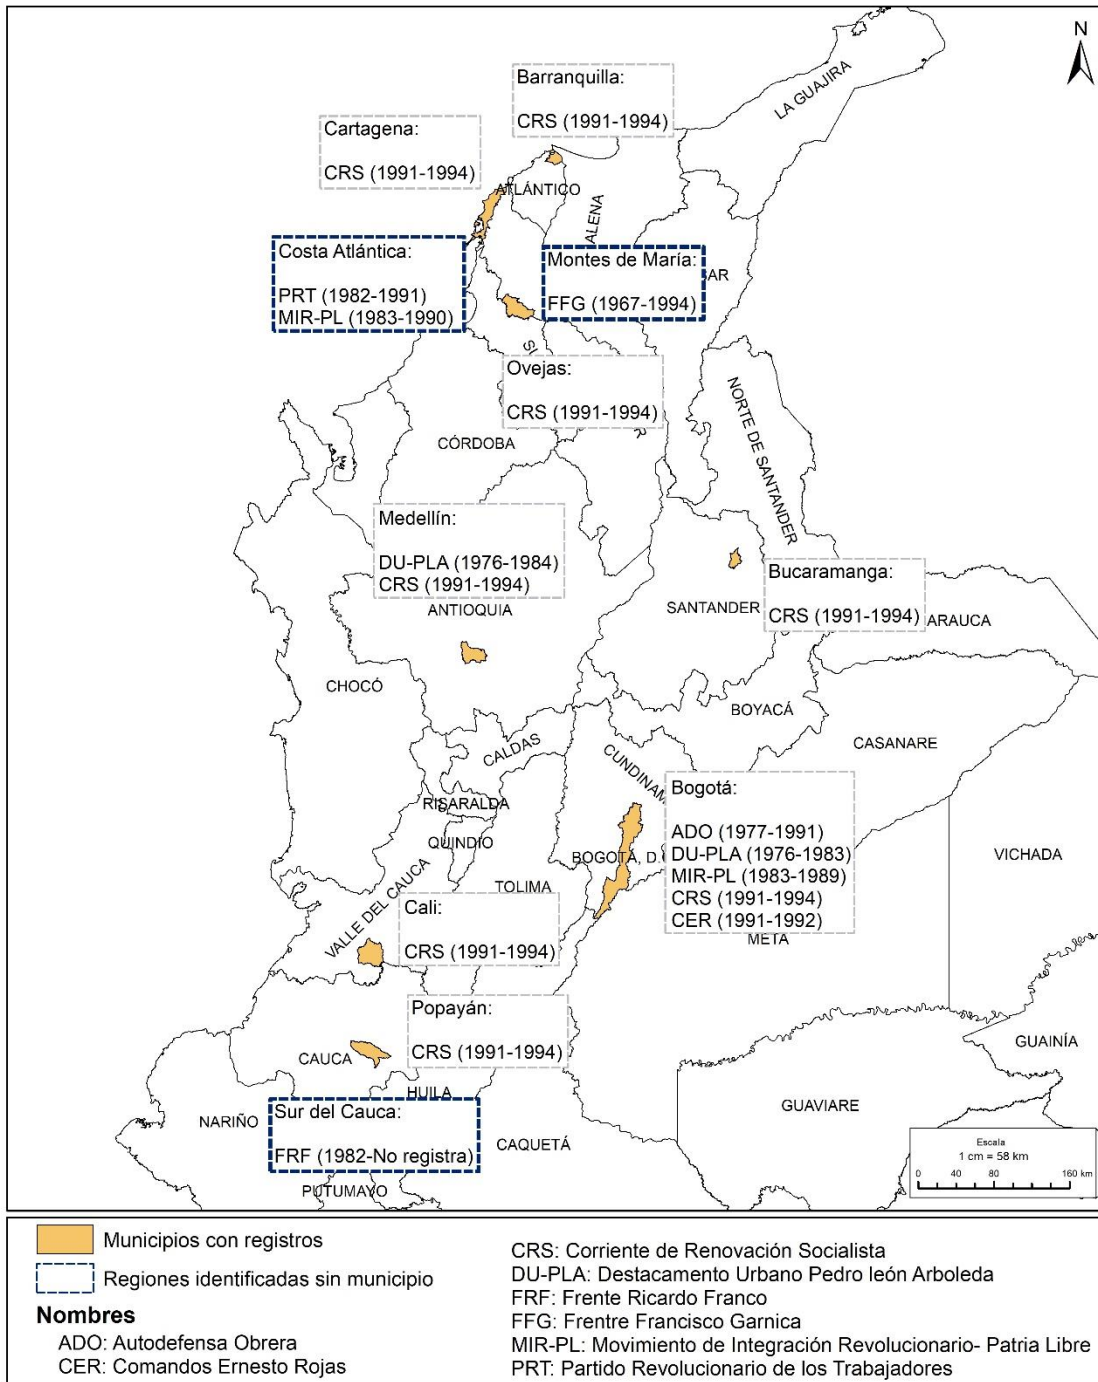 N
LA GUAJIRA
Barranquilla:
CRS (1991-1994)
Cartagena:
CRS (1991-1994)
ATLÁNTICO
ALENA
Costa Atlántica:
PRT (1982-1991)
MIR-PL (1983-1990)
Montes de María:
FFG (1967-1994)
AR
SU
Ovejas:
CRS (1991-1994)
R
CÓRDOBA
NORTE DE SANTANDER
Medellín:
DU-PLA (1976-1984)
CRS (1991-1994)
ANTIOQUIA
SANTANDER
Bucaramanga:
CRS (1991-1994)
ARAUCA
CHOCÓ
BOYACÁ
CASANARE
CALDAS
CUNDINAM
RISARALDA
QUINDÍO
BOGOTÁ, D.
Bogotá:
ADO (1977-1991)
DU-PLA (1976-1983)
MIR-PL (1983-1989)
CRS (1991-1994)
CER (1991-1992)
META
VICHADA
TOLIMA
VALLE DEL CAUCA
Cali:
CRS (1991-1994)
Popayán:
CRS (1991-1994)
CAUCA
HUILA
GUAINÍA
NARIÑO
Sur del Cauca:
FRF (1982-No registra)
CAQUETÁ
GUAVIARE
PUTUMAYO
Escala
1 cm = 58 km
0 40 80 160 km
Municipios con registros
Regiones identificadas sin municipio
Nombres
ADO: Autodefensa Obrera
CER: Comandos Ernesto Rojas
CRS: Corriente de Renovación Socialista
DU-PLA: Destacamento Urbano Pedro león Arboleda
FRF: Frente Ricardo Franco
FFG: Frentre Francisco Garnica
MIR-PL: Movimiento de Integración Revolucionario- Patria Libre
PRT: Partido Revolucionario de los Trabajadores